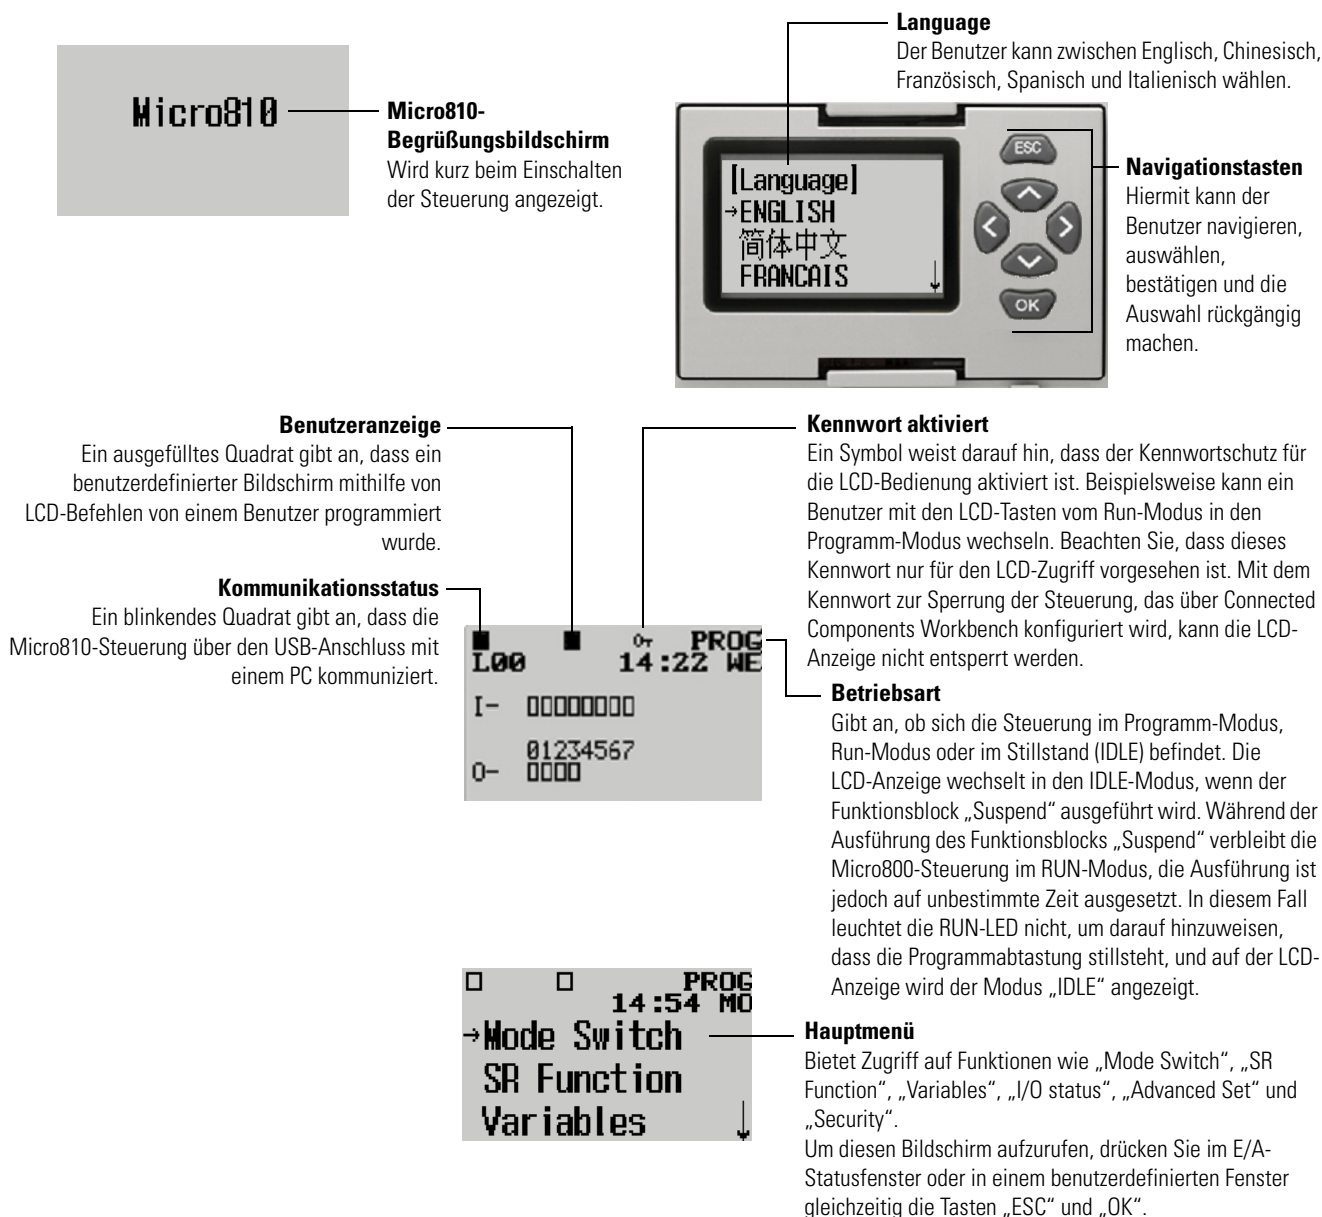 Micro810
Micro810-
Begrüßungsbildschirm
Wird kurz beim Einschalten
der Steuerung angezeigt.
Language
Der Benutzer kann zwischen Englisch, Chinesisch,
Französisch, Spanisch und Italienisch wählen.
[Language]
→ENGLISH
简体中文
FRANCAIS
ESC
OK
Navigationstasten
Hiermit kann der
Benutzer navigieren,
auswählen,
bestätigen und die
Auswahl rückgängig
machen.
Benutzeranzeige
Ein ausgefülltes Quadrat gibt an, dass ein
benutzerdefinierter Bildschirm mithilfe von
LCD-Befehlen von einem Benutzer programmiert
wurde.
Kommunikationsstatus
Ein blinkendes Quadrat gibt an, dass die
Micro810-Steuerung über den USB-Anschluss mit
einem PC kommuniziert.
PROG
L00 14:22 WE
I-
01234567
O-
Kennwort aktiviert
Ein Symbol weist darauf hin, dass der Kennwortschutz für
die LCD-Bedienung aktiviert ist. Beispielsweise kann ein
Benutzer mit den LCD-Tasten vom Run-Modus in den
Programm-Modus wechseln. Beachten Sie, dass dieses
Kennwort nur für den LCD-Zugriff vorgesehen ist. Mit dem
Kennwort zur Sperrung der Steuerung, das über Connected
Components Workbench konfiguriert wird, kann die LCD-
Anzeige nicht entsperrt werden.
Betriebsart
Gibt an, ob sich die Steuerung im Programm-Modus,
Run-Modus oder im Stillstand (IDLE) befindet. Die
LCD-Anzeige wechselt in den IDLE-Modus, wenn der
Funktionsblock „Suspend“ ausgeführt wird. Während der
Ausführung des Funktionsblocks „Suspend“ verbleibt die
Micro800-Steuerung im RUN-Modus, die Ausführung ist
jedoch auf unbestimmte Zeit ausgesetzt. In diesem Fall
leuchtet die RUN-LED nicht, um darauf hinzuweisen,
dass die Programmabtastung stillsteht, und auf der LCD-
Anzeige wird der Modus „IDLE“ angezeigt.
PROG
14:54 MO
→Mode Switch
SR Function
Variables
Hauptmenü
Bietet Zugriff auf Funktionen wie „Mode Switch“, „SR
Function“, „Variables“, „I/O status“, „Advanced Set“ und
„Security“.
Um diesen Bildschirm aufzurufen, drücken Sie im E/A-
Statusfenster oder in einem benutzerdefinierten Fenster
gleichzeitig die Tasten „ESC“ und „OK“.